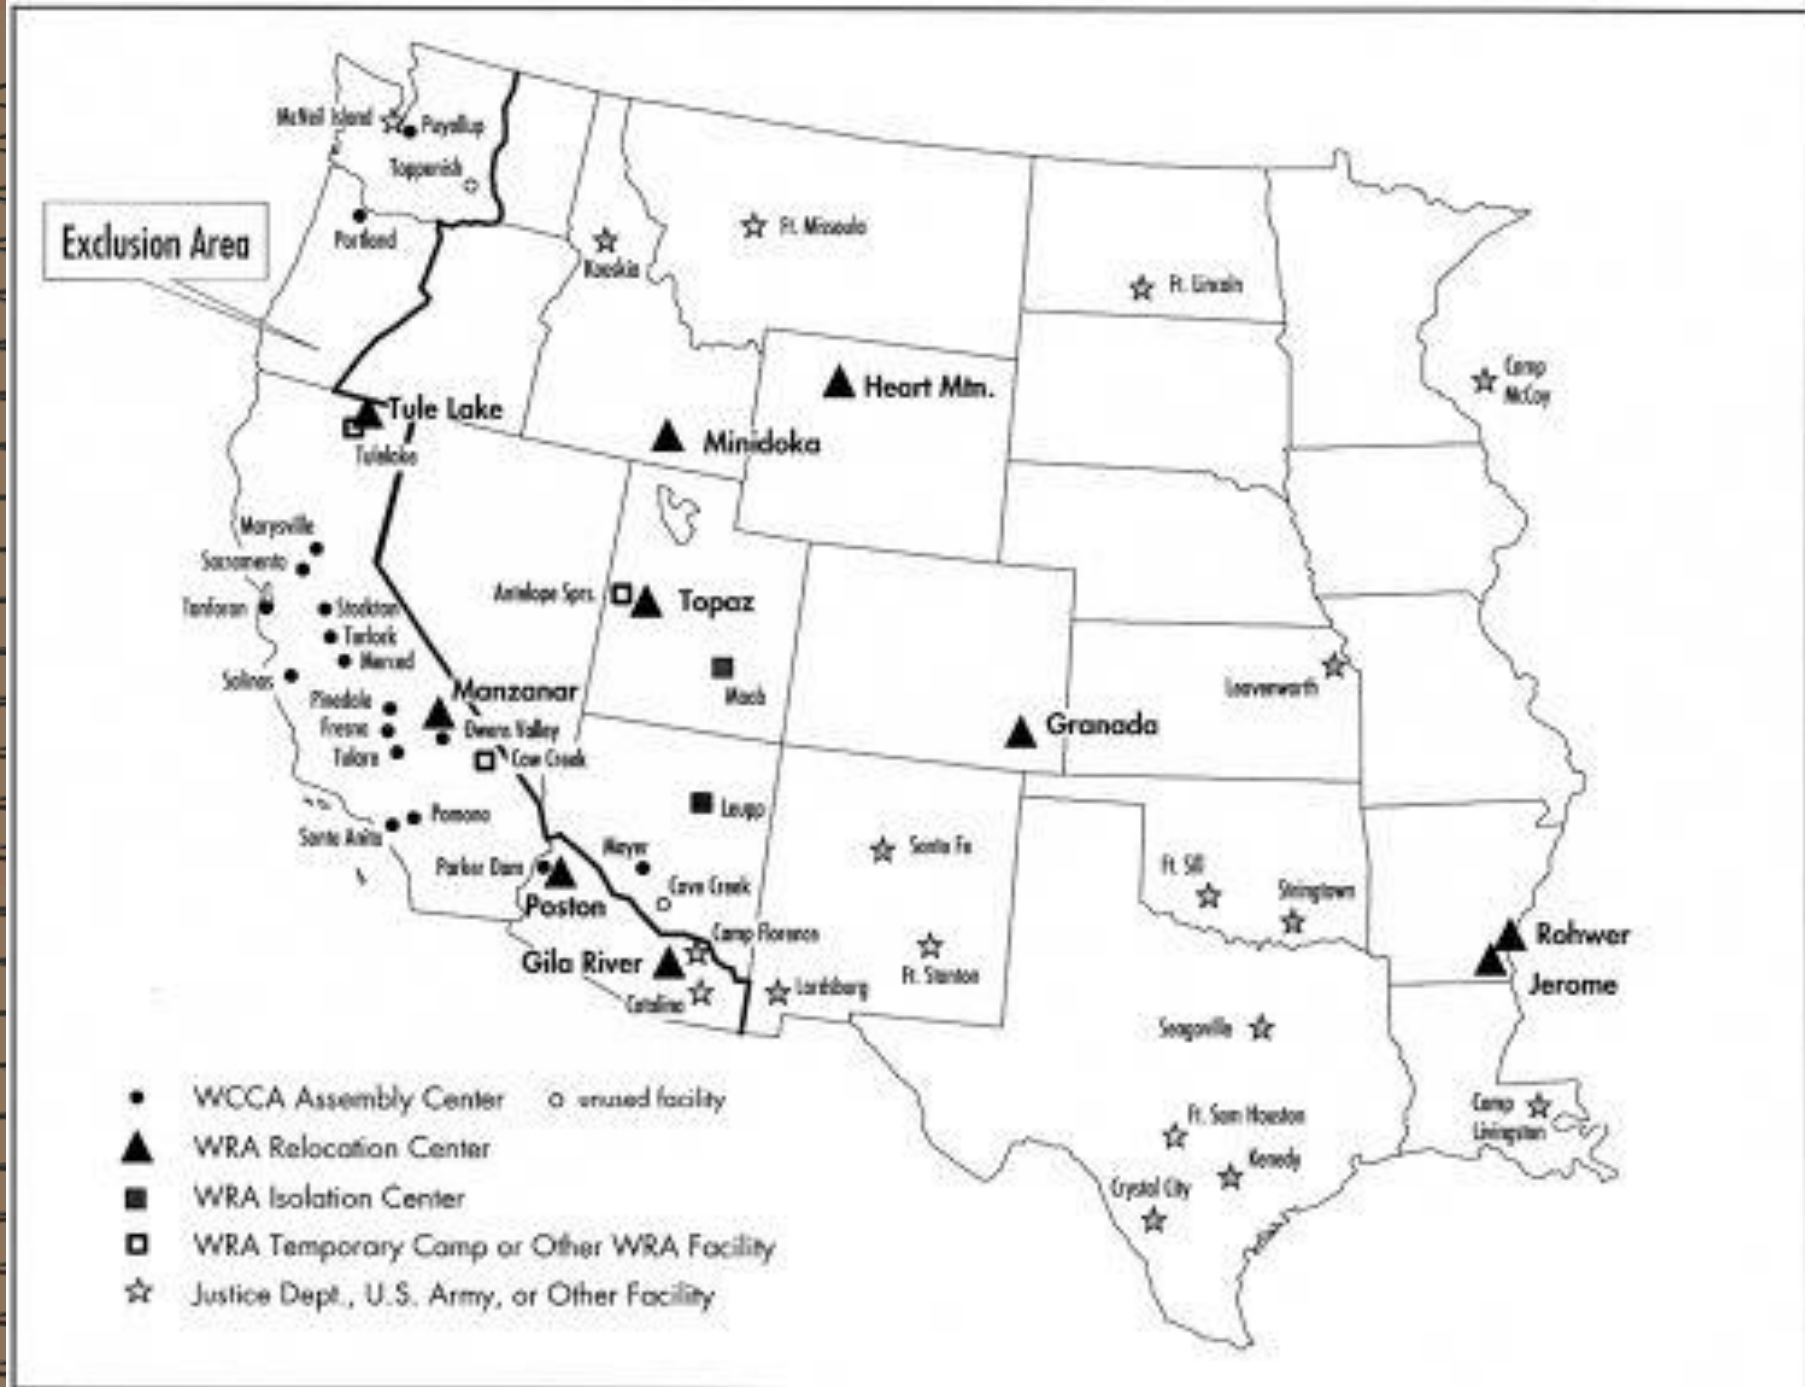 McNeil Island
Puyallup
Toppenish
Exclusion Area
Portland
Kooskia
Ft. Missoula
Ft. Lincoln
Camp
McCoy
Heart Mtn.
Tule Lake
Tulelake
Minidoka
Marysville
Sacramento
Antelope Sprs.
Topaz
Tanforan
Stockton
Turlock
Merced
Leavenworth
Salinas
Moab
Manzanar
Pinedale
Granada
Fresno
Owens Valley
Tulare
Cow Creek
Leupp
Pomona
Santa Anita
Santa Fe
Mayer
Parker Dam
Ft. Sill
Cave Creek
Stringtown
Poston
Camp Florence
Rohwer
Gila River
Ft. Stanton
Jerome
Catalina
Lordsburg
Seagoville
WCCA Assembly Center
unused facility
Camp
Livingston
Ft. Sam Houston
WRA Relocation Center
Kenedy
Crystal City
WRA Isolation Center
WRA Temporary Camp or Other WRA Facility
Justice Dept., U.S. Army, or Other Facility